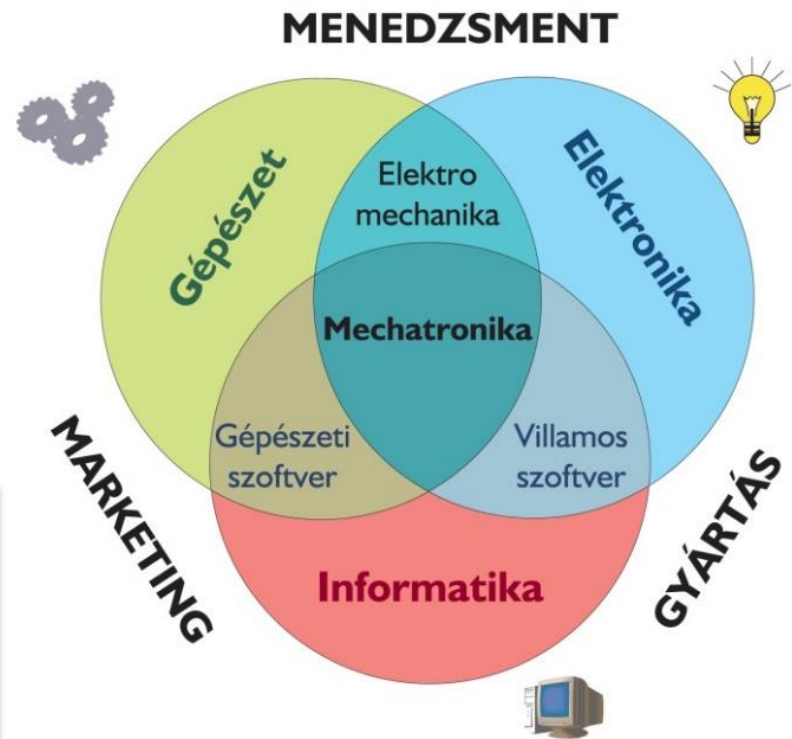 MENEDZSMENT
Gépészet
Elektro
mechanika
Elektronika
Mechatronika
Gépészeti
szoftver
Villamos
szoftver
MARKETING
GYÁRTÁS
Informatika